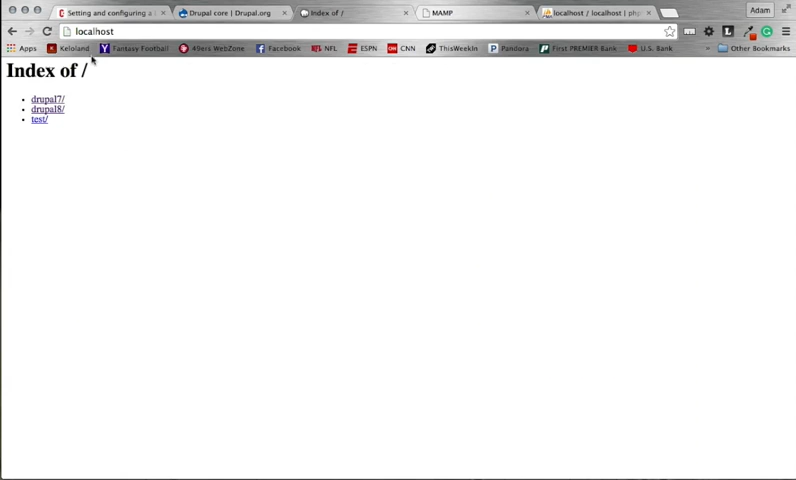 Setting and configuring a l Drupal core | Drupal.org Index of / MAMP localhost / localhost | php Adam
localhost
Apps Keloland Fantasy Football 49ers WebZone Facebook NFL ESPN CNN ThisWeekIn Pandora First PREMIER Bank U.S. Bank » Other Bookmarks
Index of /
drupal7/
drupal8/
test/